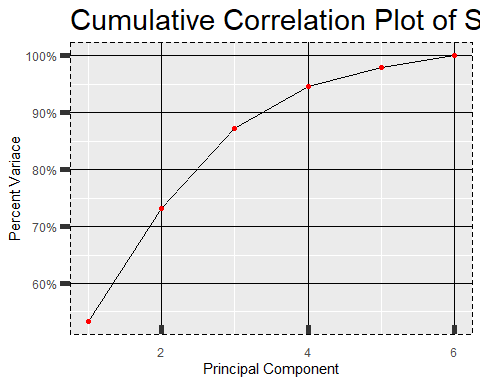 Cumulative Correlation Plot of S
100%
90%
80%
70%
60%
Percent Variace
2 4 6
Principal Component